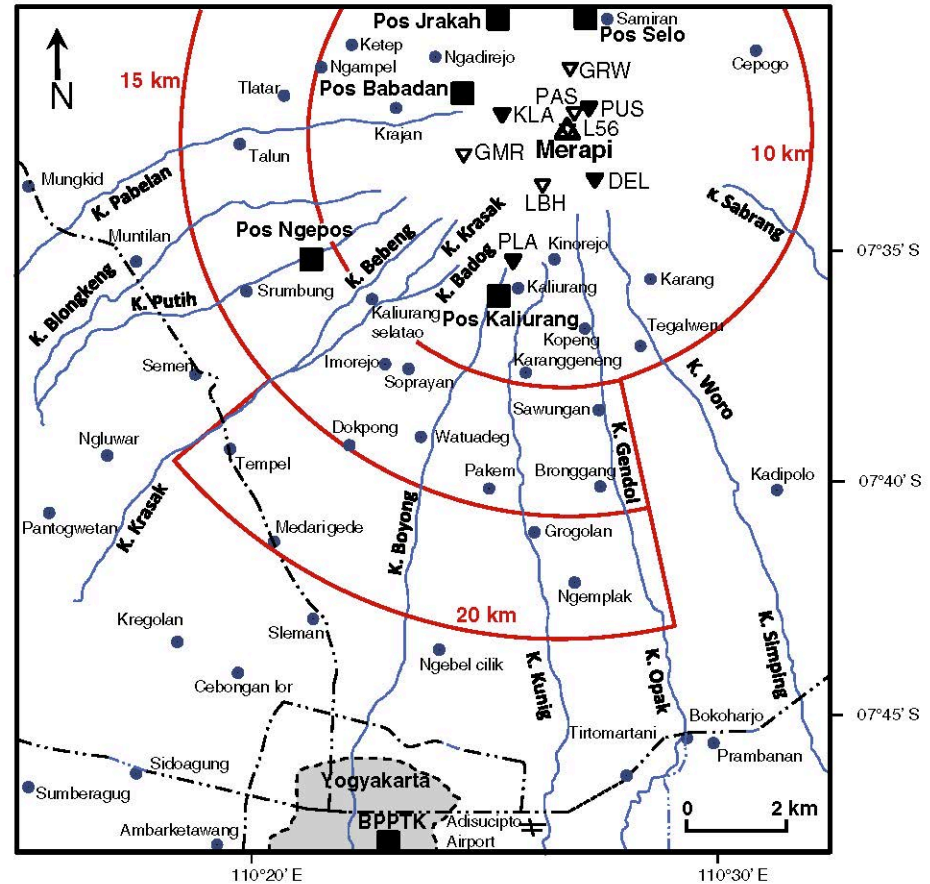 Pos Jrakah
Samiran
Pos Selo
Ketep
Ngadirejo
Cepogo
15 km
Ngampel
GRW
N
Tlatar
Pos Babadan
PAS
PUS
Krajan
KLA
L56
Talun
GMR
Merapi
10 km
Mungkid
K. Pabelan
DEL
LBH
K. Sabrang
Muntilan
Pos Ngepos
K. Bebeng
K. Krasak
K. Badog
PLA
Kinorejo
07°35' S
K. Blongkeng
K. Putih
Srumbung
Kaliurang
selatao
Kaliurang
Karang
Pos Kaliurang
Kopeng
Tegalweru
Semen
Imorejo
Soprayan
Karanggeneng
K. Woro
Sawungan
K. Gendol
Ngluwar
Tempel
Dokpong
Watuadeg
Pakem
Bronggang
Kadipolo
07°40' S
Pantogwetan
K. Krasak
Medarigede
K. Boyong
Grogolan
Ngemplak
20 km
Kregolan
Sleman
Ngebel cilik
Cebongan lor
K. Kunig
K. Opak
K. Simping
Bokoharjo
07°45' S
Tirtomartani
Prambanan
Sidoagung
Yogyakarta
Sumberagug
BPPTK
Adisucipto
Airport
0 2 km
Ambarketawang
110°20' E
110°30' E